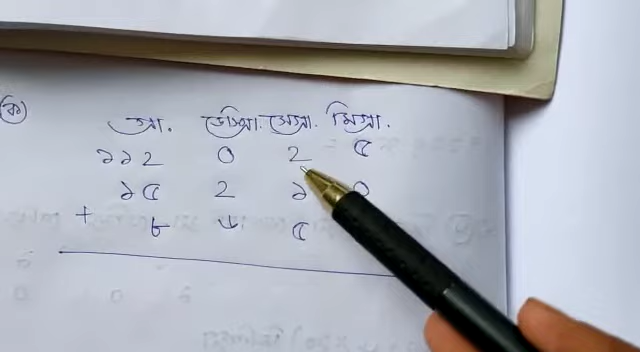 (ক)
গ্রা. ডেসিগ্রা. সেগ্রা. মিগ্রা.
১১২ ০ ২ ৫
১৫ ২ ১ ০
+ ৮ ৬ ৫